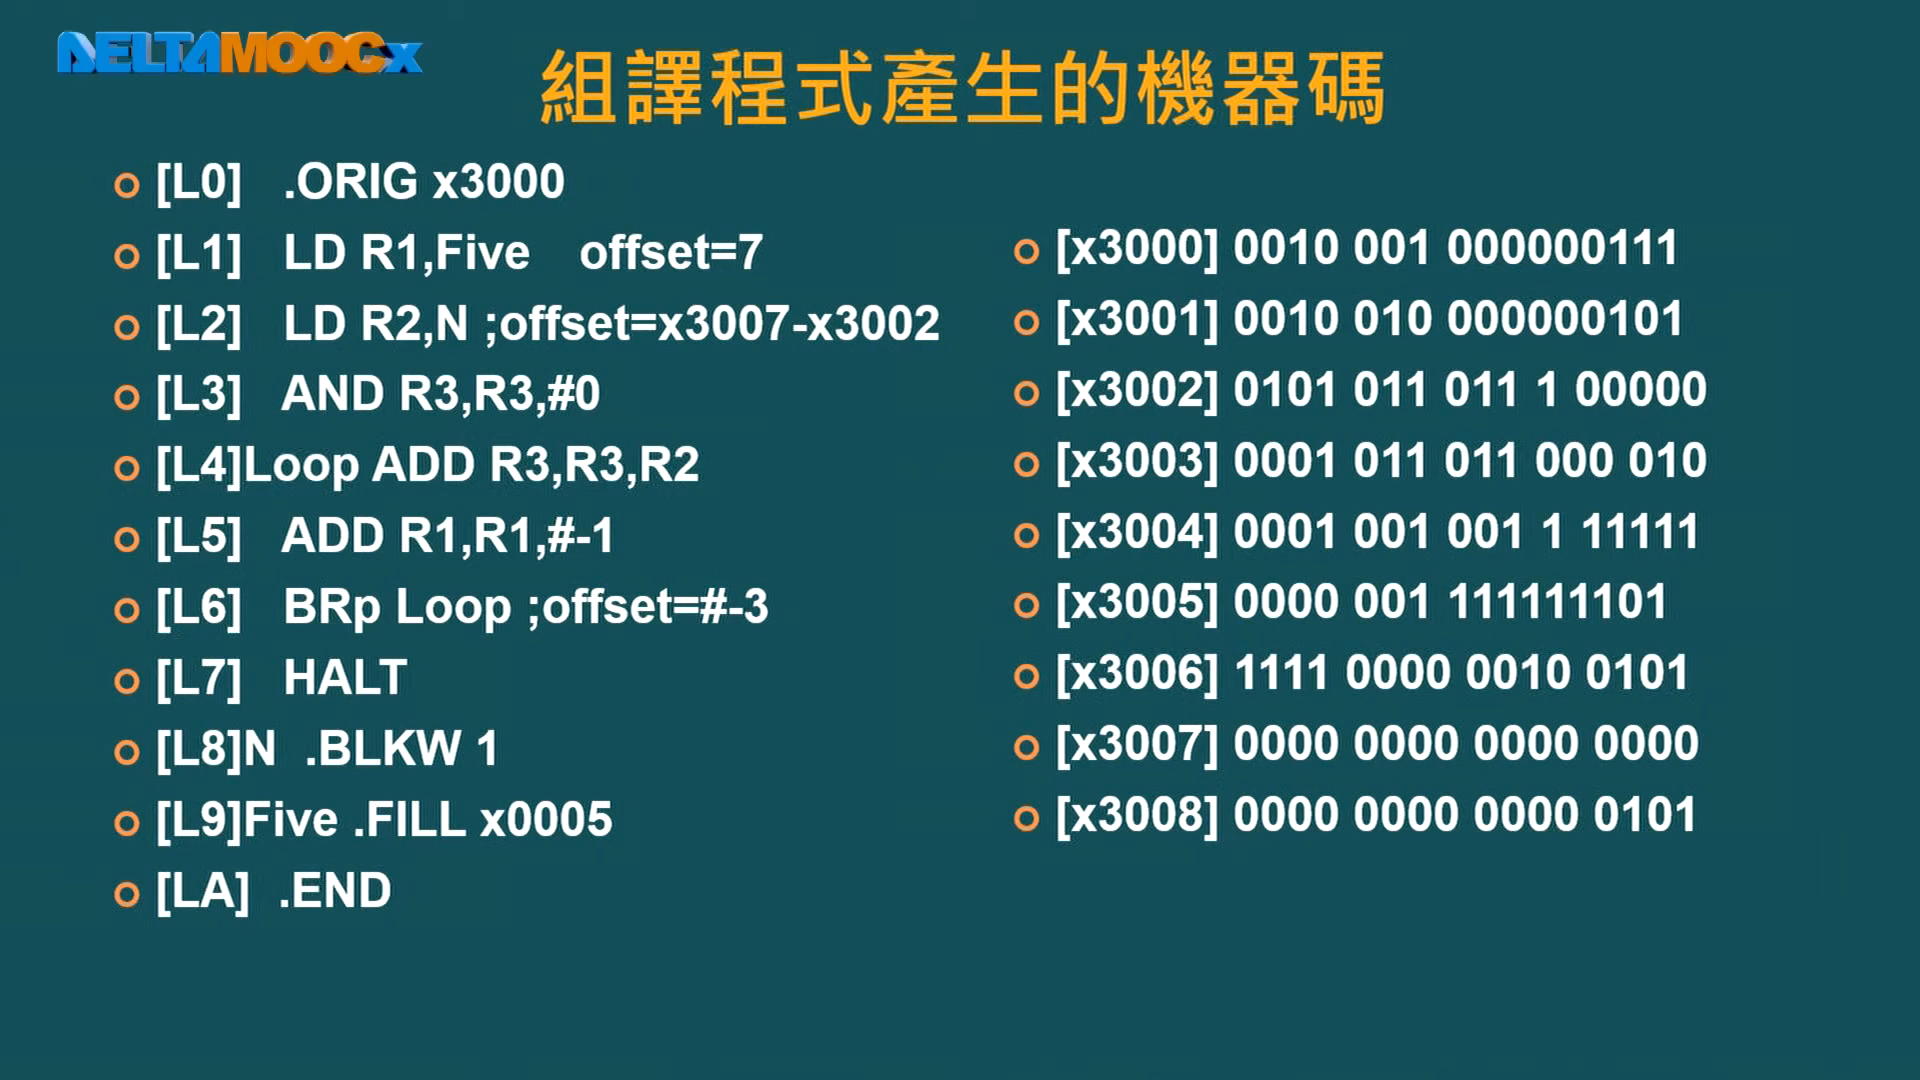 DELTAMOOCx
組譯程式產生的機器碼
[L0] .ORIG x3000
[L1] LD R1,Five offset=7
[L2] LD R2,N ;offset=x3007-x3002
[L3] AND R3,R3,#0
[L4]Loop ADD R3,R3,R2
[L5] ADD R1,R1,#-1
[L6] BRp Loop ;offset=#-3
[L7] HALT
[L8]N .BLKW 1
[L9]Five .FILL x0005
[LA] .END
[x3000] 0010 001 000000111
[x3001] 0010 010 000000101
[x3002] 0101 011 011 1 00000
[x3003] 0001 011 011 000 010
[x3004] 0001 001 001 1 11111
[x3005] 0000 001 111111101
[x3006] 1111 0000 0010 0101
[x3007] 0000 0000 0000 0000
[x3008] 0000 0000 0000 0101